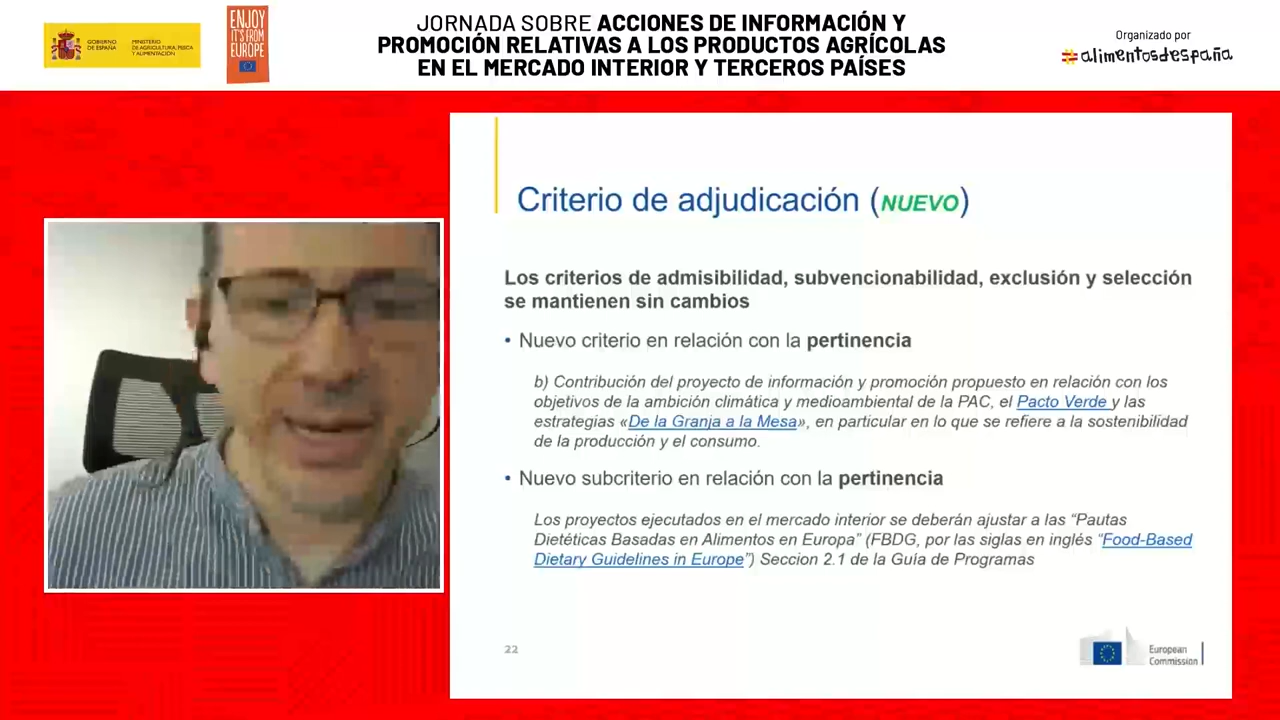 GOBIERNO
DE ESPAÑA
MINISTERIO
DE AGRICULTURA, PESCA
Y ALIMENTACIÓN
ENJOY
IT'S FROM
EUROPE
JORNADA SOBRE ACCIONES DE INFORMACIÓN Y
PROMOCIÓN RELATIVAS A LOS PRODUCTOS AGRÍCOLAS
EN EL MERCADO INTERIOR Y TERCEROS PAÍSES
Organizado por
#alimentosdespaña
Criterio de adjudicación (NUEVO)
Los criterios de admisibilidad, subvencionabilidad, exclusión y selección
se mantienen sin cambios
• Nuevo criterio en relación con la pertinencia
b) Contribución del proyecto de información y promoción propuesto en relación con los
objetivos de la ambición climática y medioambiental de la PAC, el Pacto Verde y las
estrategias «De la Granja a la Mesa», en particular en lo que se refiere a la sostenibilidad
de la producción y el consumo.
• Nuevo subcriterio en relación con la pertinencia
Los proyectos ejecutados en el mercado interior se deberán ajustar a las “Pautas
Dietéticas Basadas en Alimentos en Europa” (FBDG, por las siglas en inglés “Food-Based
Dietary Guidelines in Europe”) Seccion 2.1 de la Guía de Programas
22
European
Commission